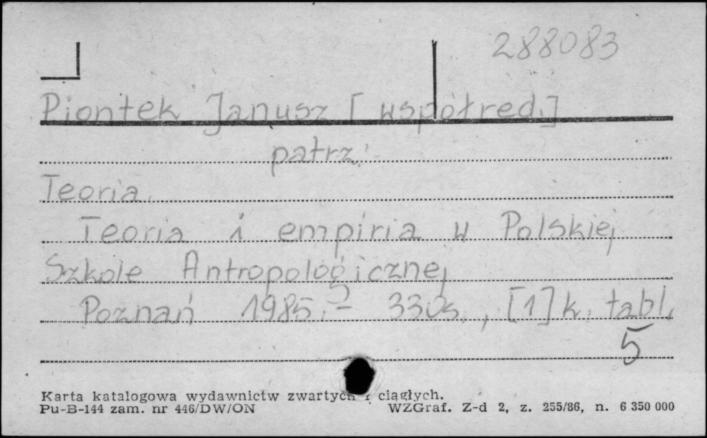 288083
Piontek Janusz [współred.]
patrz:
Teoria.
Teoria i empiria w Polskiej
Szkole Antropologicznej
Poznań 1985. - 330s., [1] k. tabl.
5
Karta katalogowa wydawnictw zwartych i ciągłych.
Pu-B-144 zam. nr 446/DW/ON WZGraf. Z-d 2, z. 255/86, n. 6 350 000